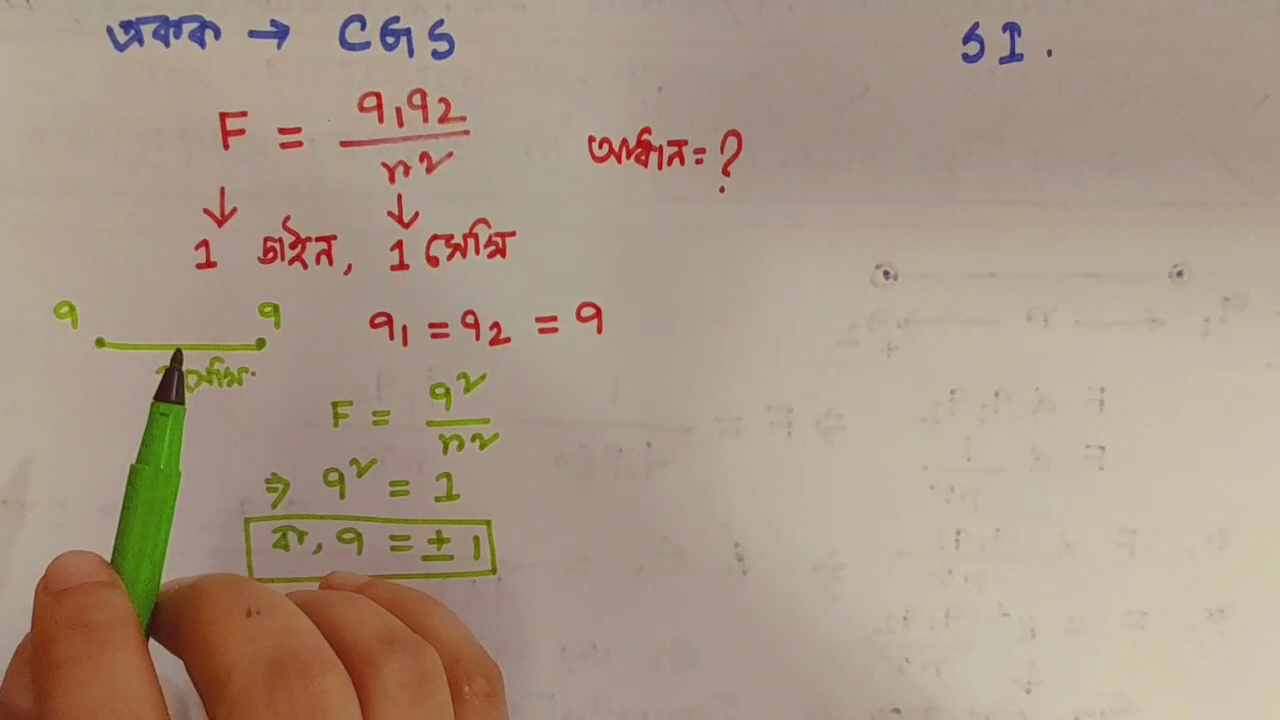 একক → CGS
SI.
F = q₁q₂ / r²
আধান = ?
1 ডাইন, 1 সেমি
q q
q₁ = q₂ = q
সেমি.
F = q² / r²
⇒ q² = 1
বা, q = ± 1